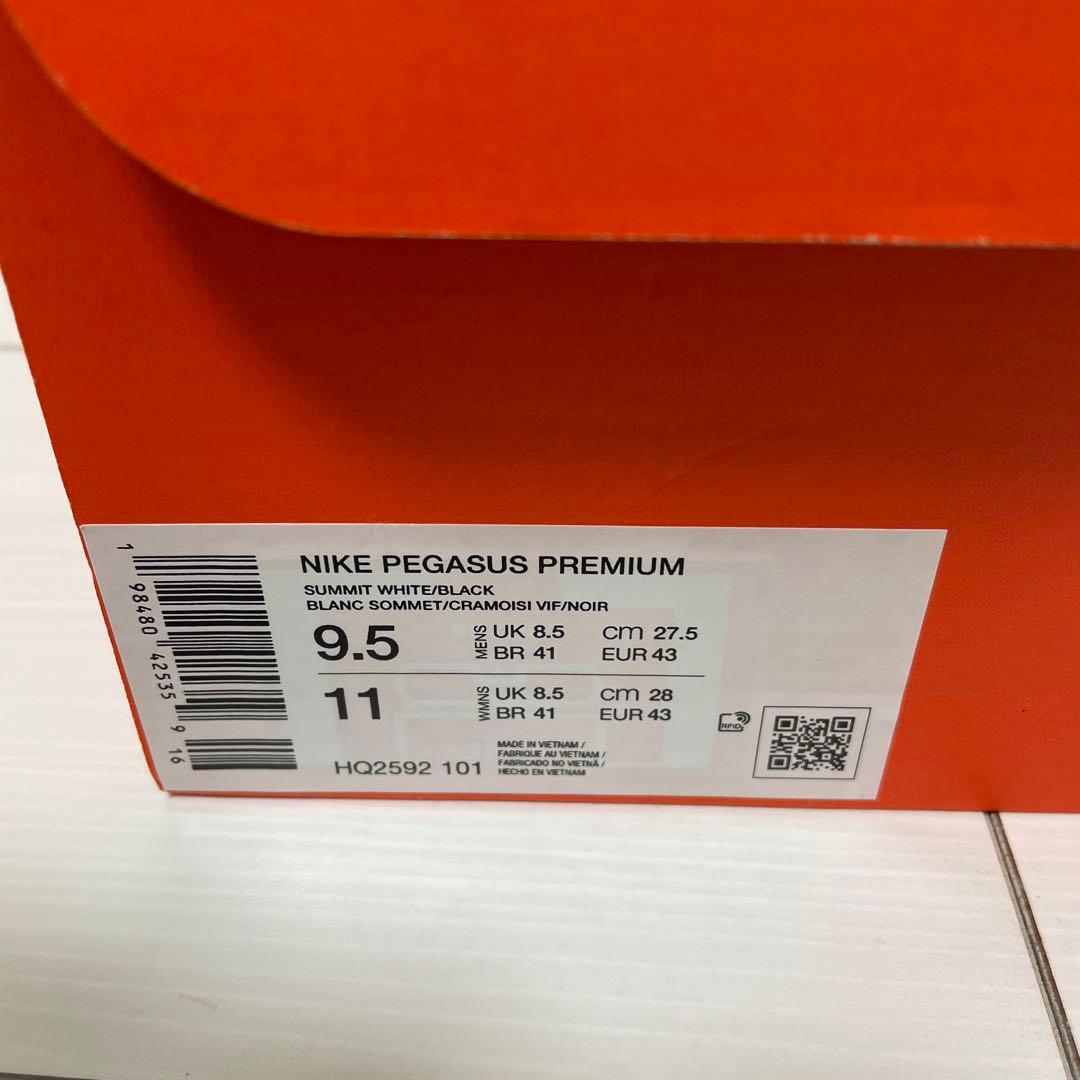 NIKE PEGASUS PREMIUM
SUMMIT WHITE/BLACK
BLANC SOMMET/CRAMOISI VIF/NOIR
9.5 MENS UK 8.5 cm 27.5
BR 41 EUR 43
11 WMNS UK 8.5 cm 28
BR 41 EUR 43
HQ2592 101
MADE IN VIETNAM /
FABRIQUE AU VIETNAM /
FABRICADO NO VIETNÃ /
HECHO EN VIETNAM
RFID
1 98480 42535 9 16